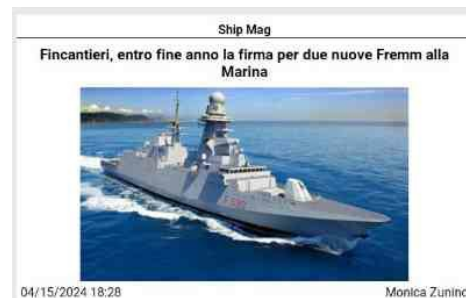 Ship Mag
Fincantieri, entro fine anno la firma per due nuove Fremm alla
Marina
04/15/2024 18:28
Monica Zunino